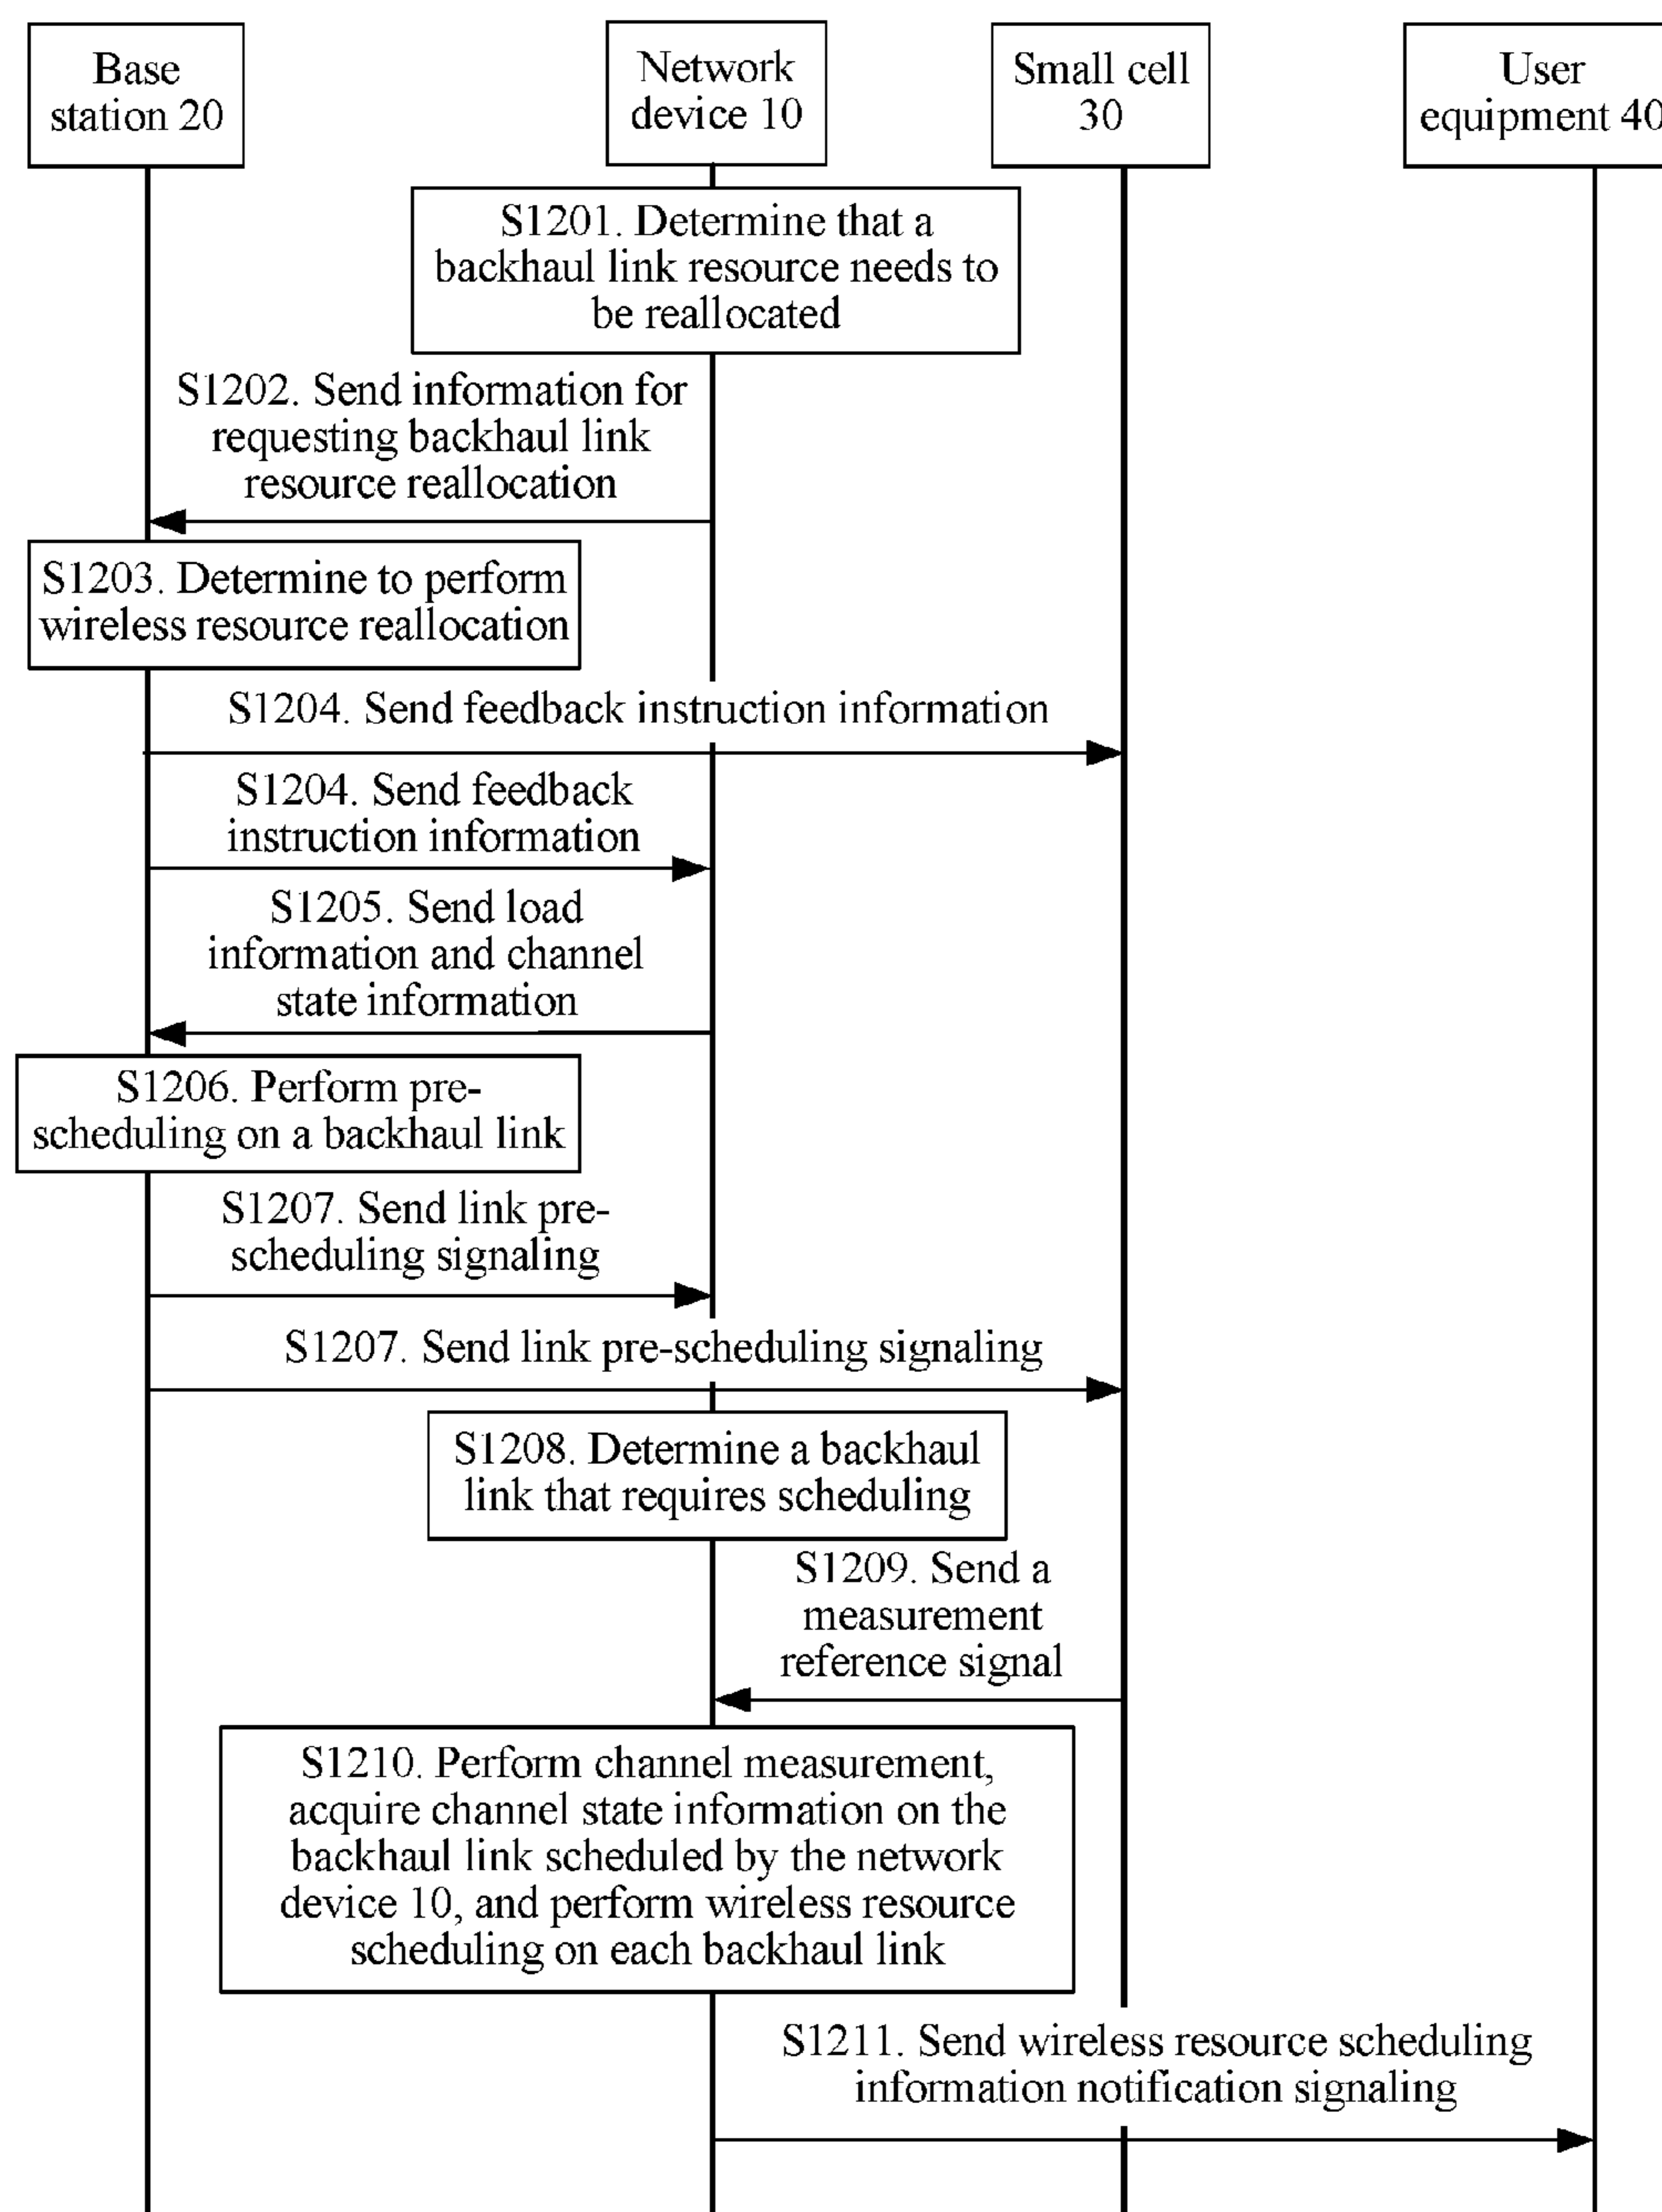 Base
station 20
Network
device 10
Small cell
30
User
equipment 40
S1201. Determine that a
backhaul link resource needs to
be reallocated
S1202. Send information for
requesting backhaul link
resource reallocation
S1203. Determine to perform
wireless resource reallocation
S1204. Send feedback instruction information
S1204. Send feedback
instruction information
S1205. Send load
information and channel
state information
S1206. Perform pre-
scheduling on a backhaul link
S1207. Send link pre-
scheduling signaling
S1207. Send link pre-scheduling signaling
S1208. Determine a backhaul
link that requires scheduling
S1209. Send a
measurement
reference signal
S1210. Perform channel measurement,
acquire channel state information on the
backhaul link scheduled by the network
device 10, and perform wireless resource
scheduling on each backhaul link
S1211. Send wireless resource scheduling
information notification signaling